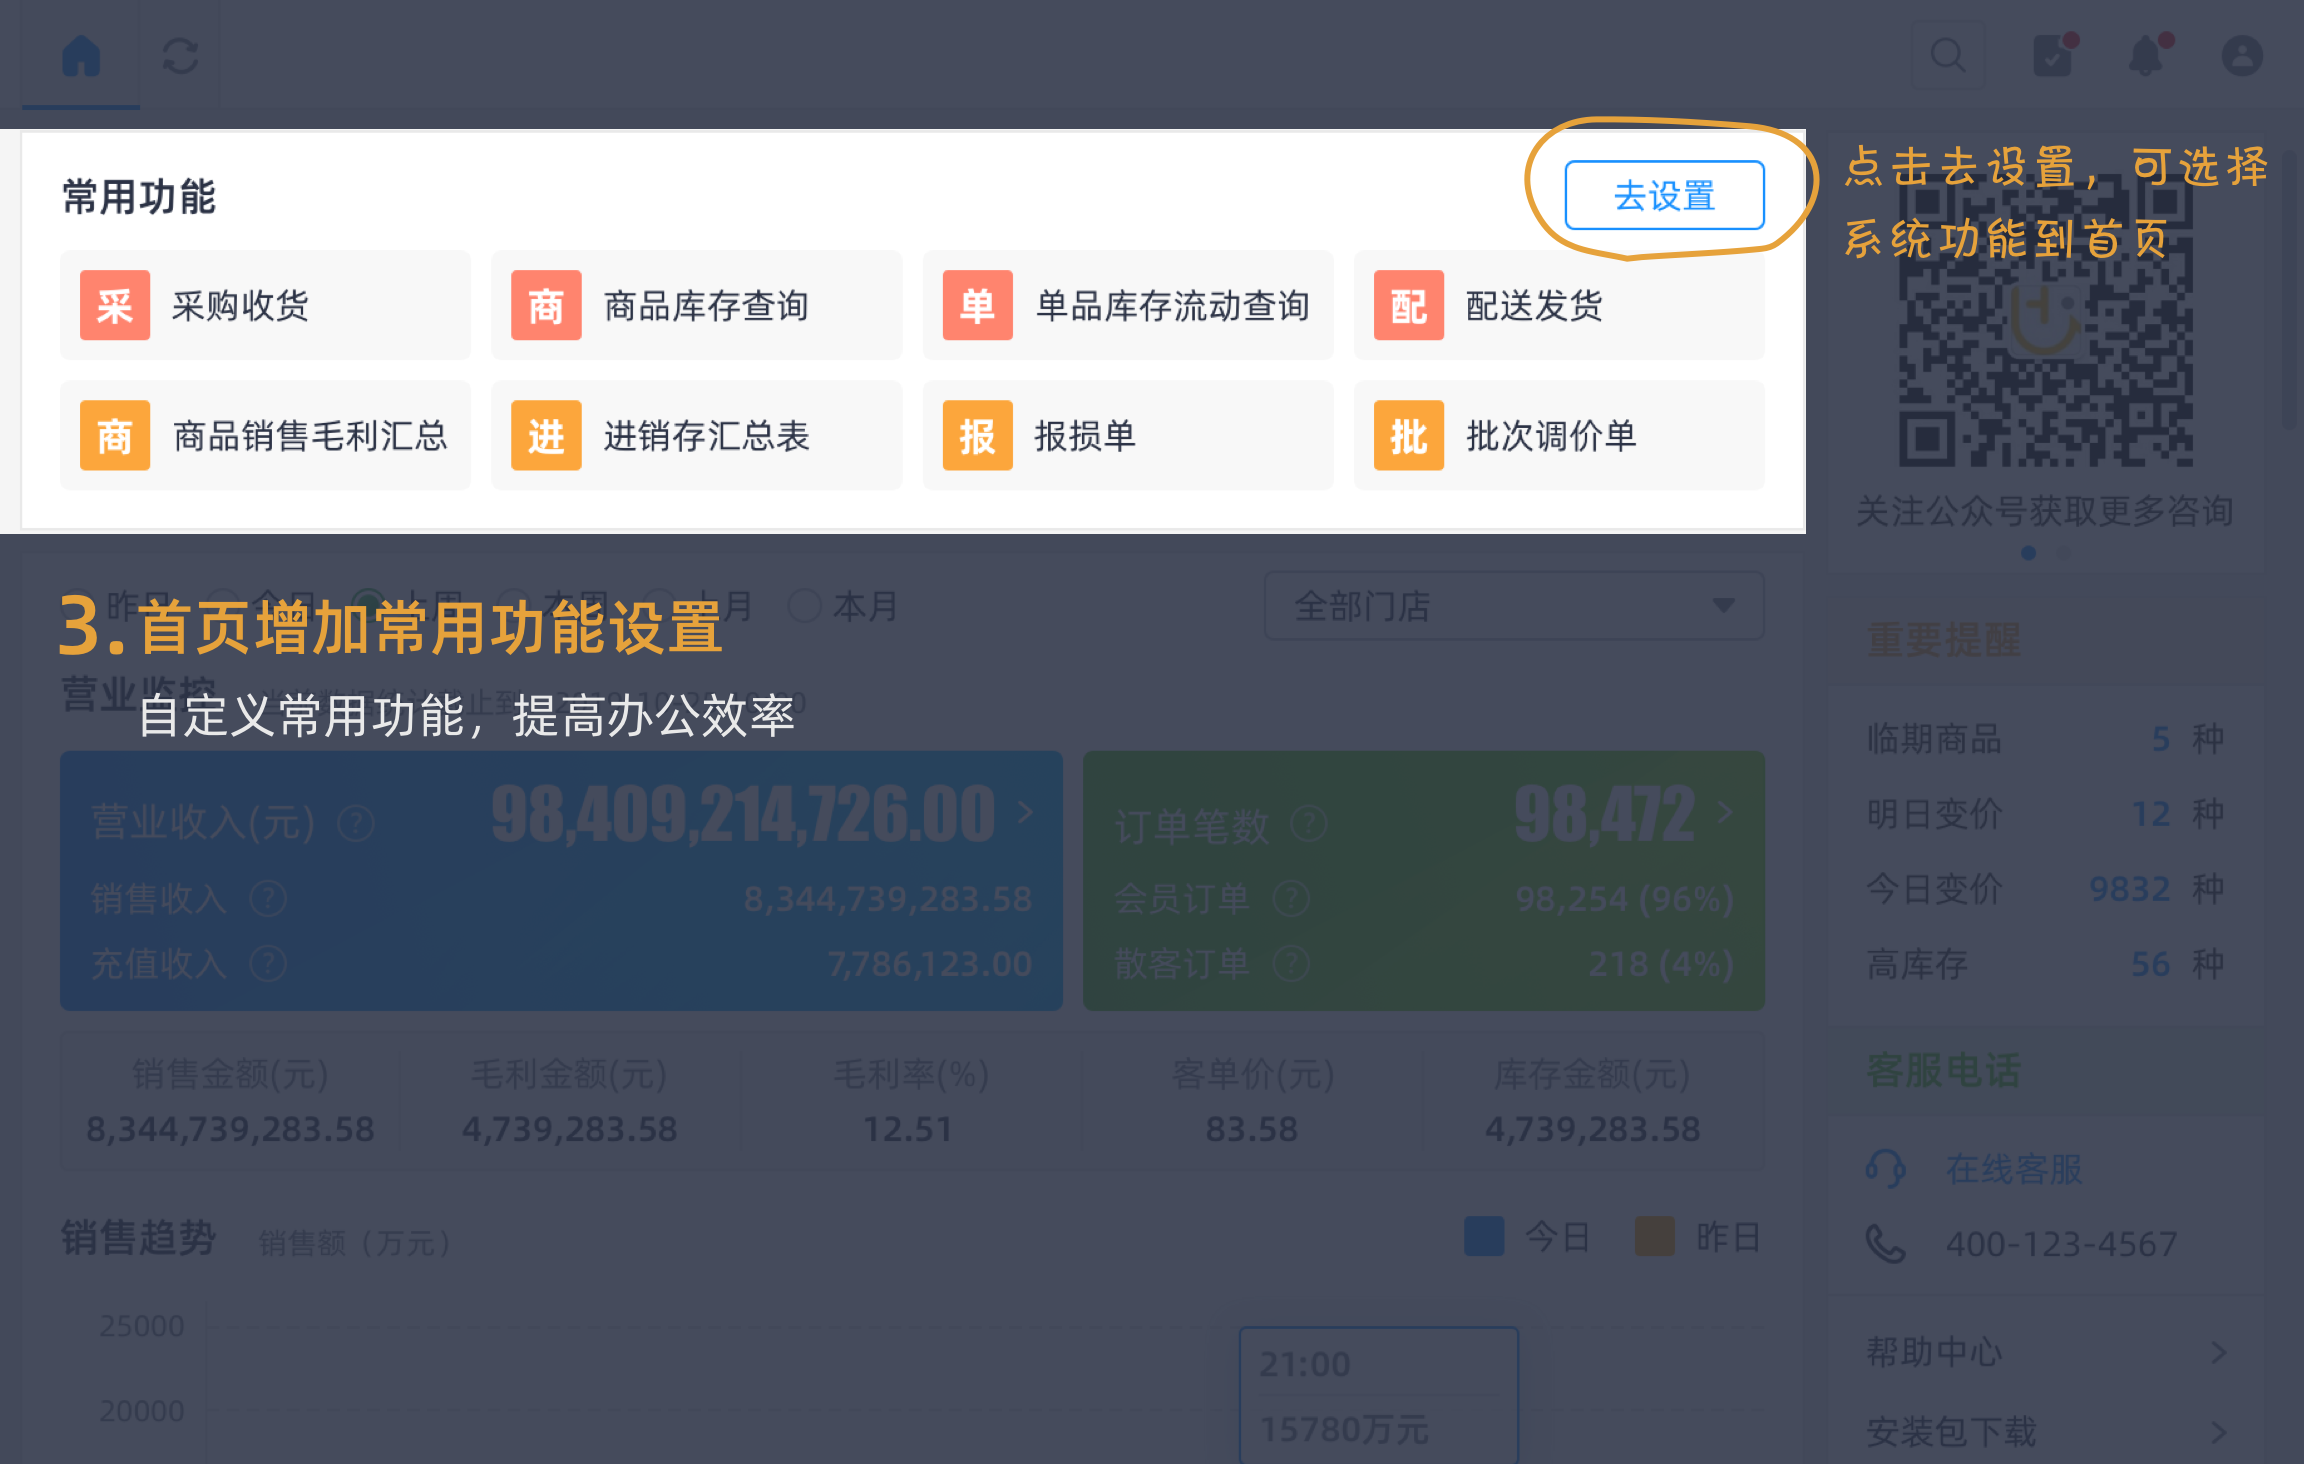 常用功能
去设置
点击去设置，可选择
系统功能到首页
采 采购收货
商 商品库存查询
单 单品库存流动查询
配 配送发货
商 商品销售毛利汇总
进 进销存汇总表
报 报损单
批 批次调价单
关注公众号获取更多咨询
昨日 今日 上周 本周 上月 本月
全部门店
3.首页增加常用功能设置
营业监控
自定义常用功能，提高办公效率
营业收入(元) 98,409,214,726.00
销售收入 8,344,739,283.58
充值收入 7,786,123.00
订单笔数 98,472
会员订单 98,254 (96%)
散客订单 218 (4%)
重要提醒
临期商品 5 种
明日变价 12 种
今日变价 9832 种
高库存 56 种
销售金额(元)
8,344,739,283.58
毛利金额(元)
4,739,283.58
毛利率(%)
12.51
客单价(元)
83.58
库存金额(元)
4,739,283.58
客服电话
在线客服
400-123-4567
帮助中心
安装包下载
销售趋势 销售额（万元）
今日 昨日
25000
20000
21:00
15780万元